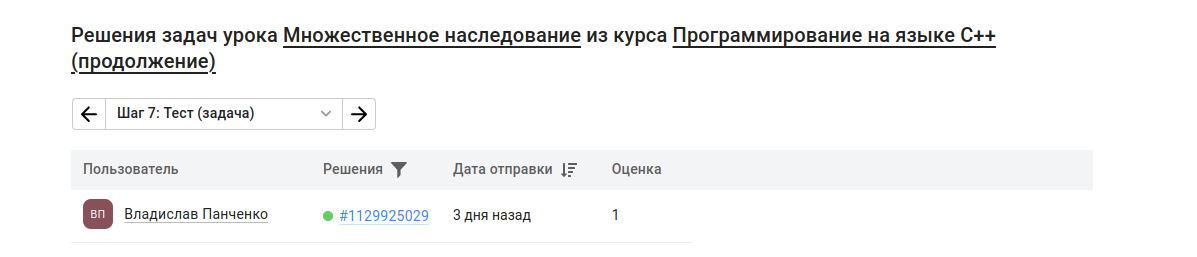 Решения задач урока Множественное наследование из курса Программирование на языке C++
(продолжение)
Шаг 7: Тест (задача)
Пользователь Решения Дата отправки Оценка
ВП Владислав Панченко #1129925029 3 дня назад 1